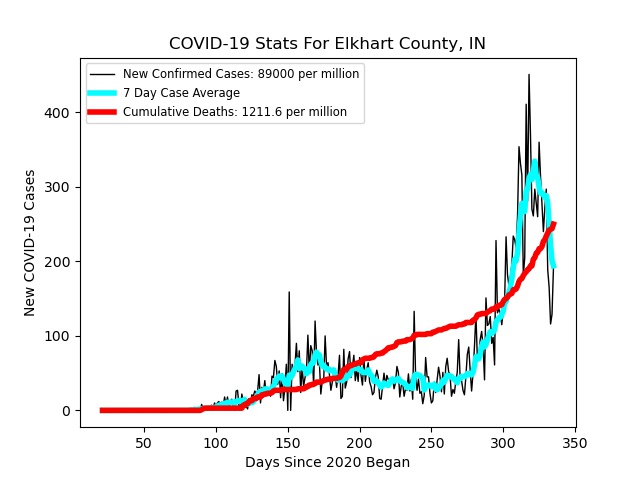 COVID-19 Stats For Elkhart County, IN
New Confirmed Cases: 89000 per million
7 Day Case Average
Cumulative Deaths: 1211.6 per million
New COVID-19 Cases
400
300
200
100
0
50 100 150 200 250 300 350
Days Since 2020 Began